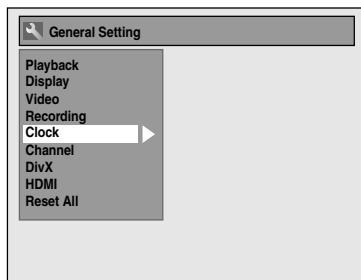 General Setting
Playback
Display
Video
Recording
Clock
Channel
DivX
HDMI
Reset All